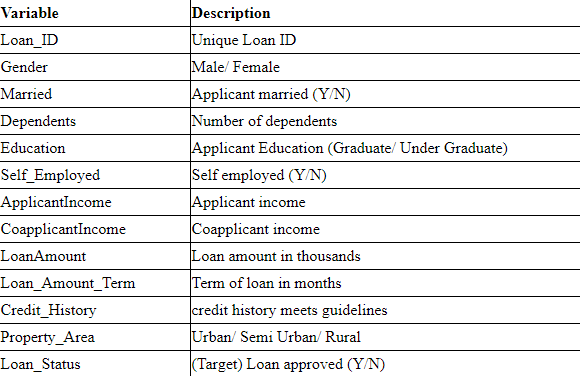 Variable Description
Loan_ID Unique Loan ID
Gender Male/ Female
Married Applicant married (Y/N)
Dependents Number of dependents
Education Applicant Education (Graduate/ Under Graduate)
Self_Employed Self employed (Y/N)
ApplicantIncome Applicant income
CoapplicantIncome Coapplicant income
LoanAmount Loan amount in thousands
Loan_Amount_Term Term of loan in months
Credit_History credit history meets guidelines
Property_Area Urban/ Semi Urban/ Rural
Loan_Status (Target) Loan approved (Y/N)